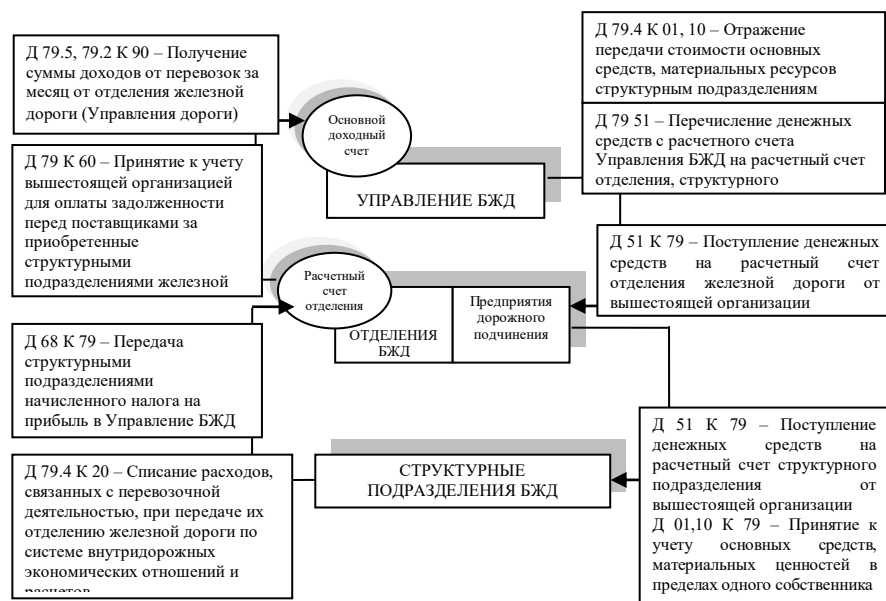 Д 79.5, 79.2 К 90 – Получение
суммы доходов от перевозок за
месяц от отделения железной
дороги (Управления дороги)
Д 79 К 60 – Принятие к учету
вышестоящей организацией
для оплаты задолженности
перед поставщиками за
приобретенные
структурными
подразделениями железной
Д 68 К 79 – Передача
структурными
подразделениями
начисленного налога на
прибыль в Управление БЖД
Д 79.4 К 20 – Списание расходов,
связанных с перевозочной
деятельностью, при передаче их
отделению железной дороги по
системе внутридорожных
экономических отношений и
расчетов
Основной
доходный
счет
УПРАВЛЕНИЕ БЖД
Расчетный
счет
отделения
ОТДЕЛЕНИЯ
БЖД
Предприятия
дорожного
подчинения
СТРУКТУРНЫЕ
ПОДРАЗДЕЛЕНИЯ БЖД
Д 79.4 К 01, 10 – Отражение
передачи стоимости основных
средств, материальных ресурсов
структурным подразделениям
Д 79 51 – Перечисление денежных
средств с расчетного счета
Управления БЖД на расчетный счет
отделения, структурного
Д 51 К 79 – Поступление денежных
средств на расчетный счет
отделения железной дороги от
вышестоящей организации
Д 51 К 79 – Поступление
денежных средств на
расчетный счет структурного
подразделения от
вышестоящей организации
Д 01,10 К 79 – Принятие к
учету основных средств,
материальных ценностей в
пределах одного собственника